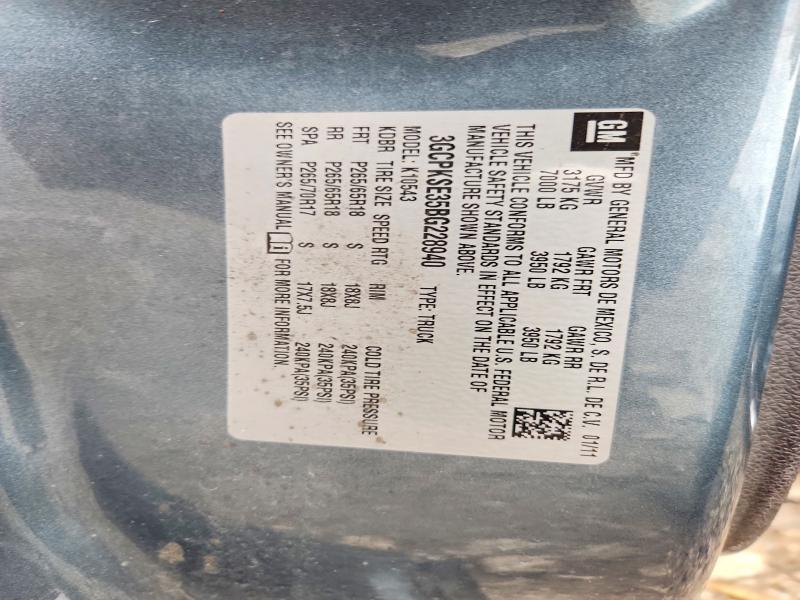 GM
"MFD BY GENERAL MOTORS DE MEXICO, S. DE R.L. DE C.V. 01/11
GVWR GAWR FRT GAWR RR
3175 KG 1792 KG 1792 KG
7000 LB 3950 LB 3950 LB
THIS VEHICLE CONFORMS TO ALL APPLICABLE U.S. FEDERAL MOTOR
VEHICLE SAFETY STANDARDS IN EFFECT ON THE DATE OF
MANUFACTURE SHOWN ABOVE.
3GCPKSE35BG228940 TYPE: TRUCK
MODEL: K10543
KDBR TIRE SIZE SPEED RTG RIM COLD TIRE PRESSURE
FRT P265/65R18 S 18X8J 240KPA(35PSI)
RR P265/65R18 S 18X8J 240KPA(35PSI)
SPA P265/70R17 S 17X7.5J 240KPA(35PSI)
SEE OWNER'S MANUAL FOR MORE INFORMATION.